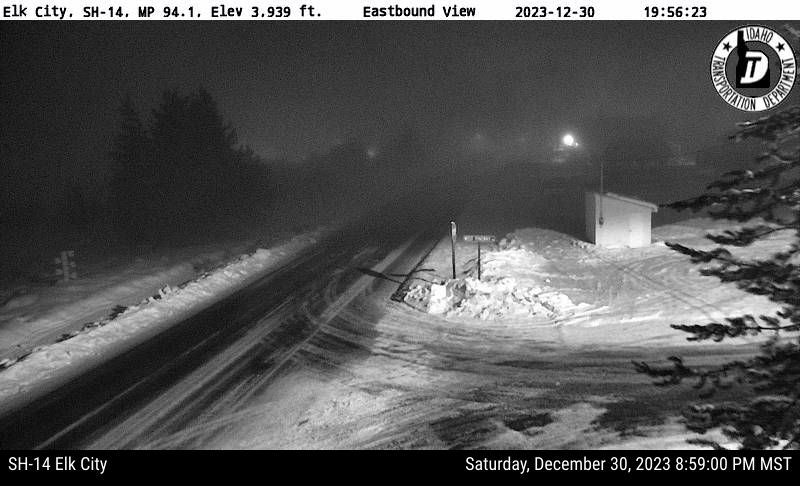 Elk City, SH-14, MP 94.1, Elev 3,939 ft. Eastbound View 2023-12-30 19:56:23
IDAHO
TRANSPORTATION DEPARTMENT
SH-14 Elk City
Saturday, December 30, 2023 8:59:00 PM MST